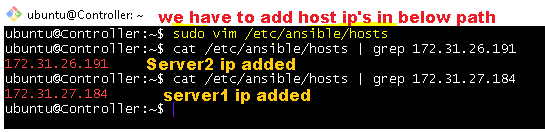 ubuntu@Controller: ~ we have to add host ip's in below path
ubuntu@Controller:~$ sudo vim /etc/ansible/hosts
ubuntu@Controller:~$ cat /etc/ansible/hosts | grep 172.31.26.191
172.31.26.191 Server2 ip added
ubuntu@Controller:~$ cat /etc/ansible/hosts | grep 172.31.27.184
172.31.27.184 server1 ip added
ubuntu@Controller:~$